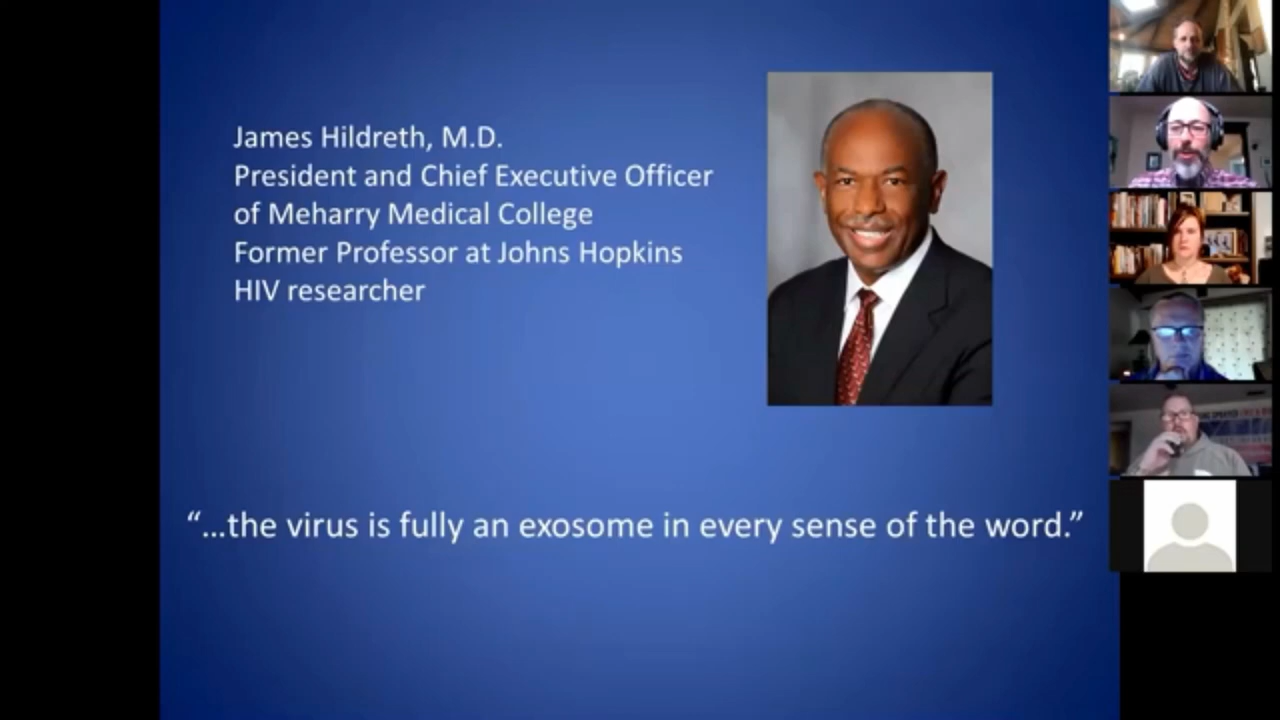 James Hildreth, M.D.
President and Chief Executive Officer
of Meharry Medical College
Former Professor at Johns Hopkins
HIV researcher
“…the virus is fully an exosome in every sense of the word.”